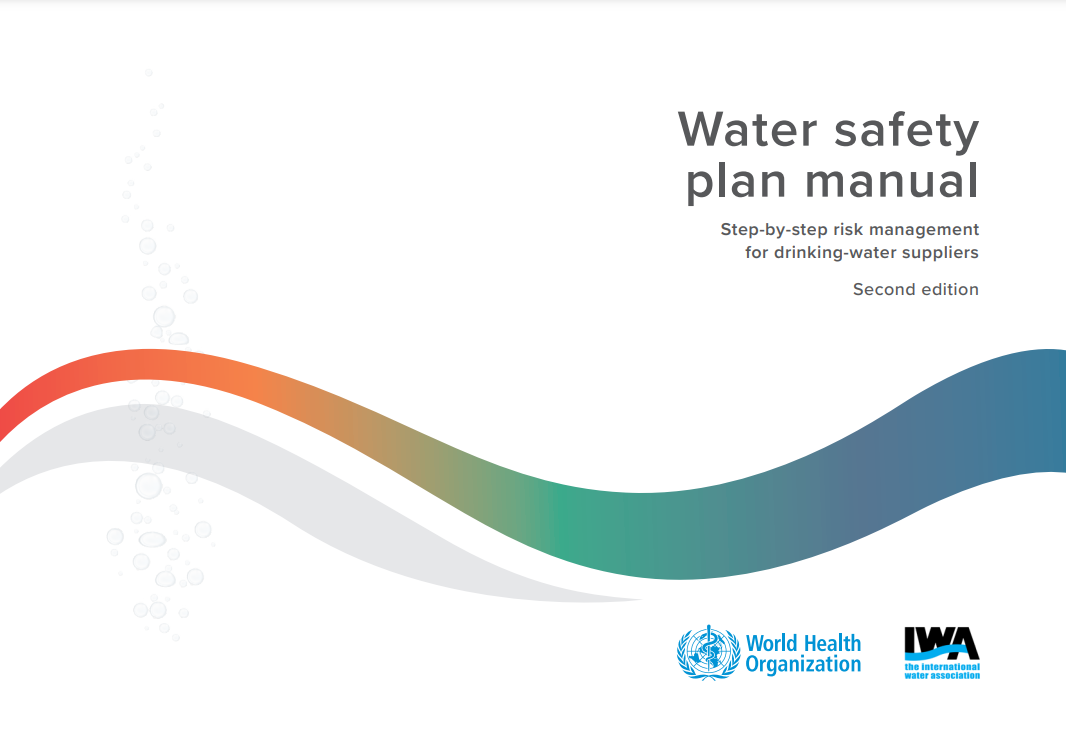 Water safety
plan manual
Step-by-step risk management
for drinking-water suppliers
Second edition
World Health
Organization
IWA
the international
water association